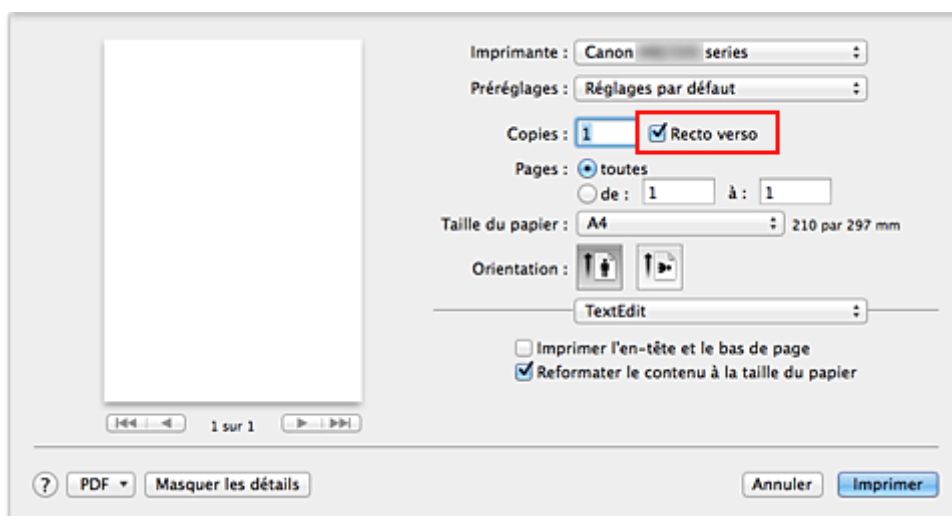 Imprimante : Canon series
Préréglages : Réglages par défaut
Copies : 1 Recto verso
Pages : toutes
de : 1 à : 1
Taille du papier : A4 210 par 297 mm
Orientation :
TextEdit
Imprimer l'en-tête et le bas de page
Reformater le contenu à la taille du papier
1 sur 1
? PDF Masquer les détails Annuler Imprimer